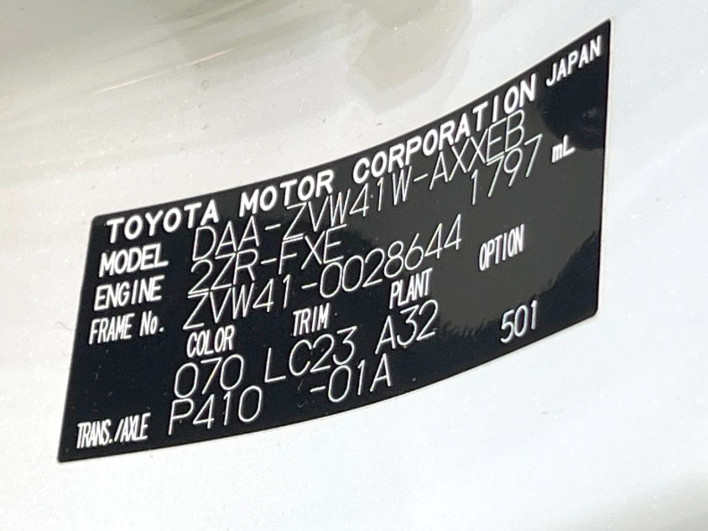 TOYOTA MOTOR CORPORATION JAPAN
MODEL DAA-ZVW41W-AXXEB
ENGINE 2ZR-FXE 1797 mL
FRAME No. ZVW41-0028644
COLOR TRIM PLANT OPTION
070 LC23 A32 501
TRANS./AXLE P410 -01A